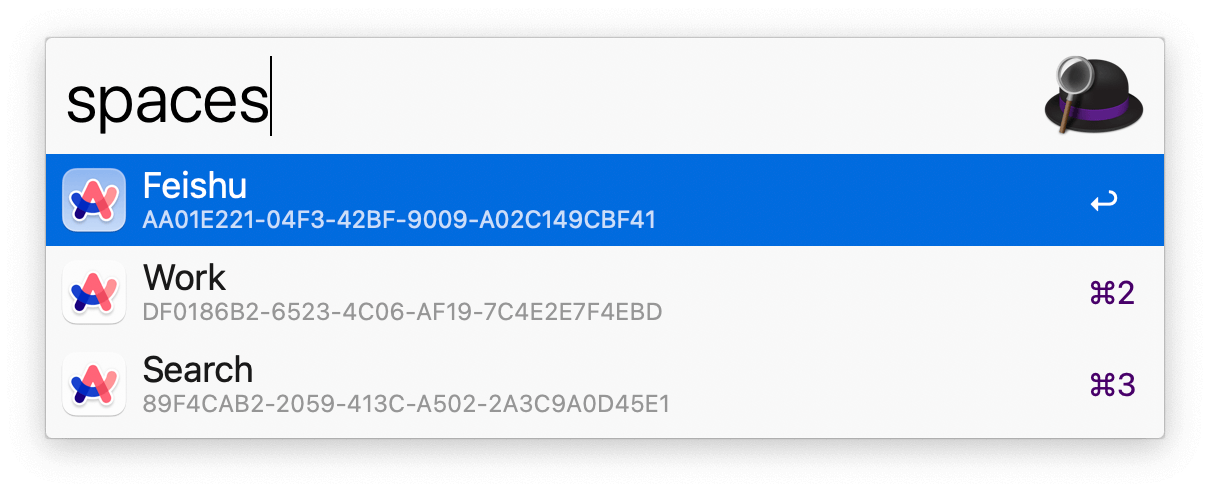 spaces
Feishu
AA01E221-04F3-42BF-9009-A02C149CBF41
↩
Work
DF0186B2-6523-4C06-AF19-7C4E2E7F4EBD
⌘2
Search
89F4CAB2-2059-413C-A502-2A3C9A0D45E1
⌘3